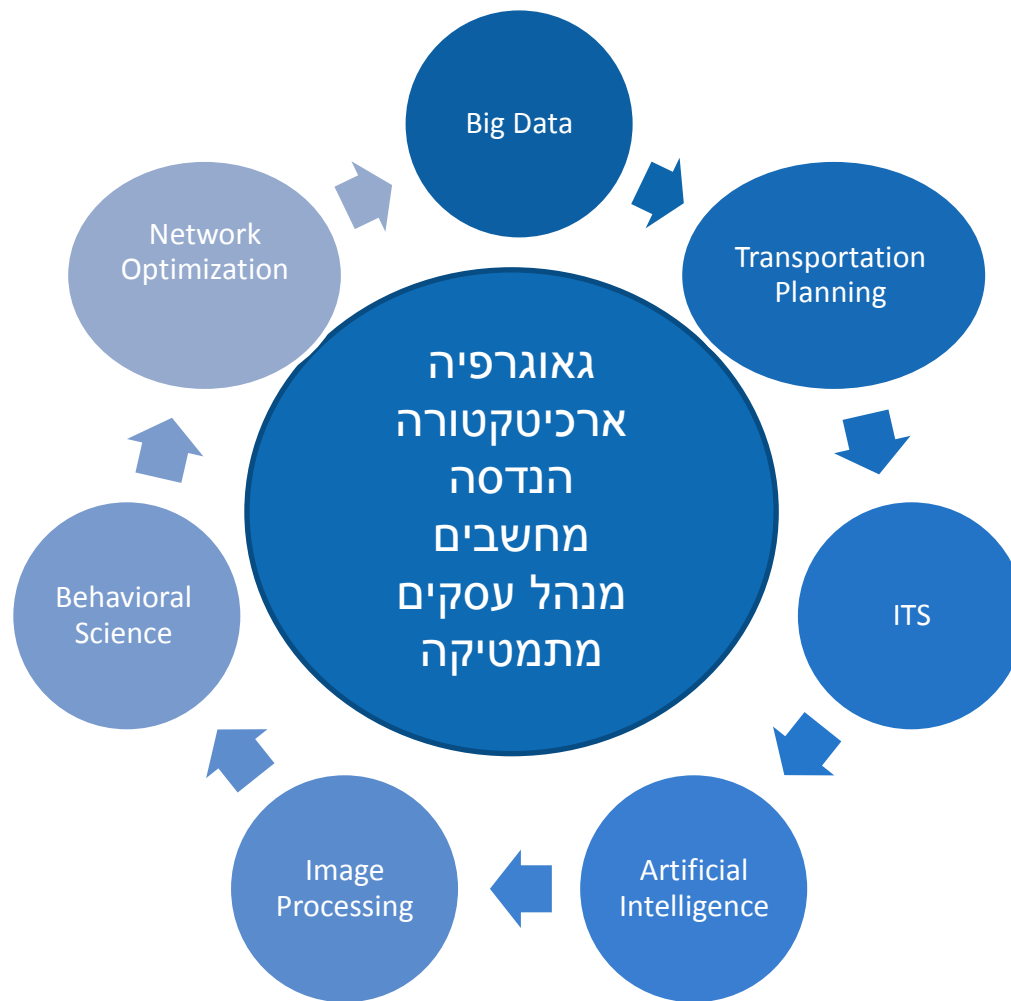 Big Data
Transportation
Planning
ITS
Artificial
Intelligence
Image
Processing
Behavioral
Science
Network
Optimization
גאוגרפיה
ארכיטקטורה
הנדסה
מחשבים
מנהל עסקים
מתמטיקה